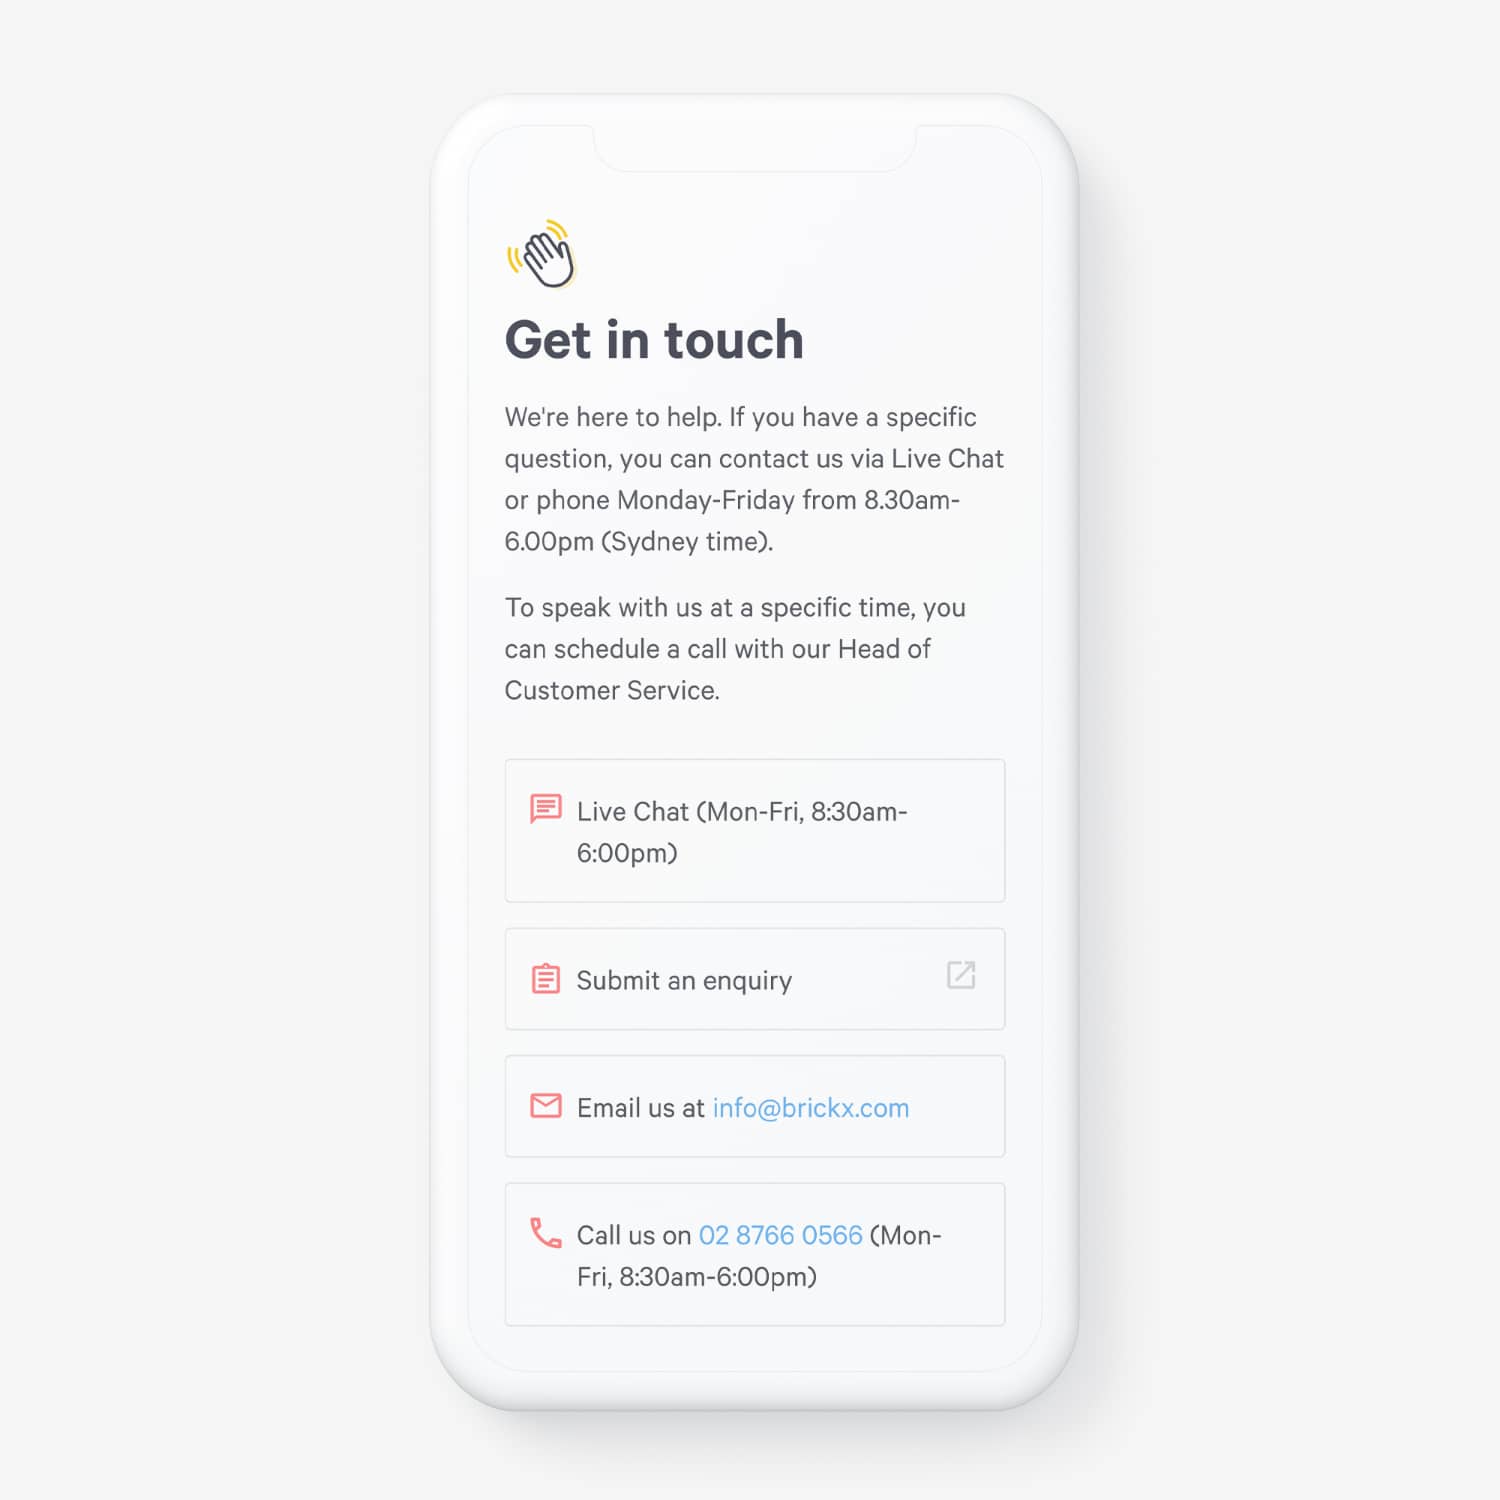 Get in touch
We're here to help. If you have a specific
question, you can contact us via Live Chat
or phone Monday-Friday from 8.30am-
6.00pm (Sydney time).
To speak with us at a specific time, you
can schedule a call with our Head of
Customer Service.
Live Chat (Mon-Fri, 8:30am-
6:00pm)
Submit an enquiry
Email us at info@brickx.com
Call us on 02 8766 0566 (Mon-
Fri, 8:30am-6:00pm)